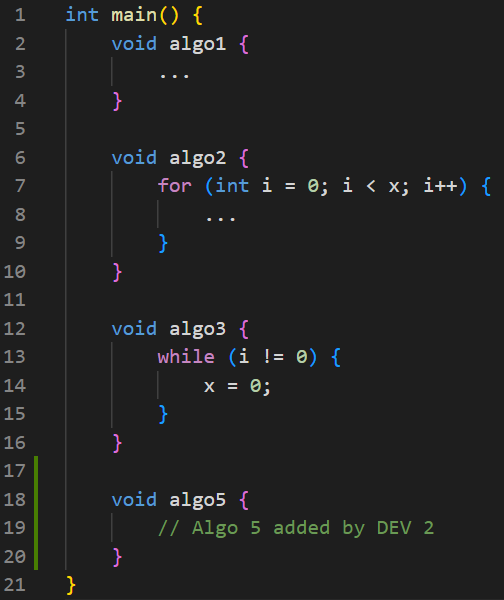 1 int main() {
2     void algo1 {
3         ...
4     }
5
6     void algo2 {
7         for (int i = 0; i < x; i++) {
8             ...
9         }
10     }
11
12     void algo3 {
13         while (i != 0) {
14             x = 0;
15         }
16     }
17
18     void algo5 {
19         // Algo 5 added by DEV 2
20     }
21 }